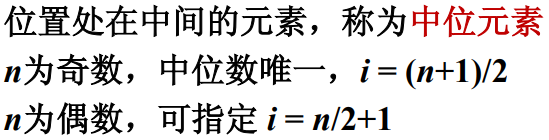 位置处在中间的元素，称为中位元素
n为奇数，中位数唯一，i = (n+1)/2
n为偶数，可指定 i = n/2+1